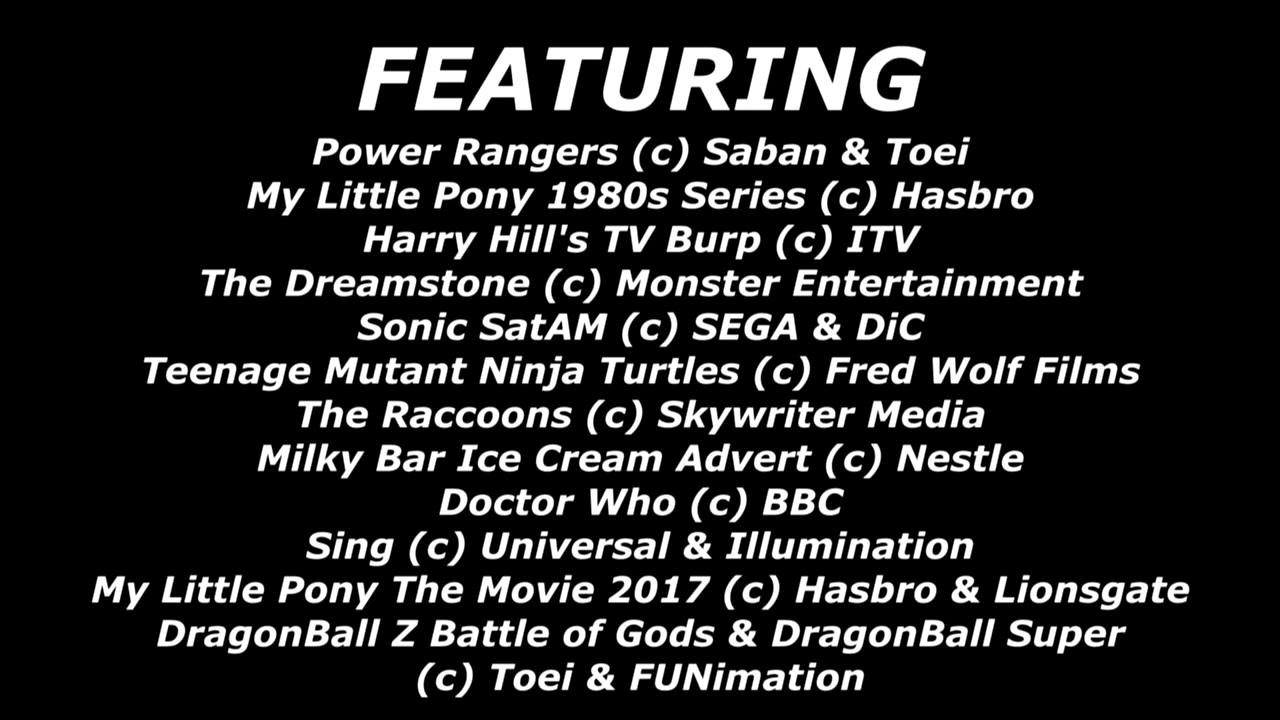 FEATURING
Power Rangers (c) Saban & Toei
My Little Pony 1980s Series (c) Hasbro
Harry Hill's TV Burp (c) ITV
The Dreamstone (c) Monster Entertainment
Sonic SatAM (c) SEGA & DiC
Teenage Mutant Ninja Turtles (c) Fred Wolf Films
The Raccoons (c) Skywriter Media
Milky Bar Ice Cream Advert (c) Nestle
Doctor Who (c) BBC
Sing (c) Universal & Illumination
My Little Pony The Movie 2017 (c) Hasbro & Lionsgate
DragonBall Z Battle of Gods & DragonBall Super
(c) Toei & FUNimation